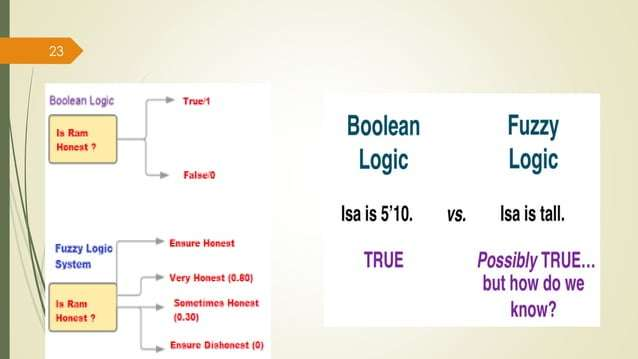 23
Boolean Logic
Is Ram
Honest ?
True/1
False/0
Fuzzy Logic
System
Is Ram
Honest ?
Ensure Honest
Very Honest (0.80)
Sometimes Honest
(0.30)
Ensure Dishonest (0)
Boolean
Logic
Fuzzy
Logic
Isa is 5’10.
vs.
Isa is tall.
TRUE
Possibly TRUE…
but how do we
know?